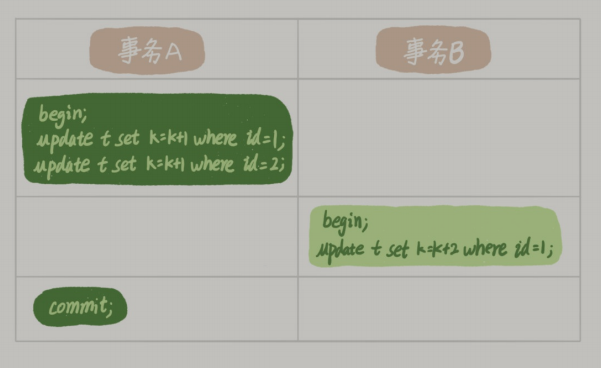 事务A
事务B
begin;
update t set k=k+1 where id=1;
update t set k=k+1 where id=2;
begin;
update t set k=k+2 where id=1;
commit;